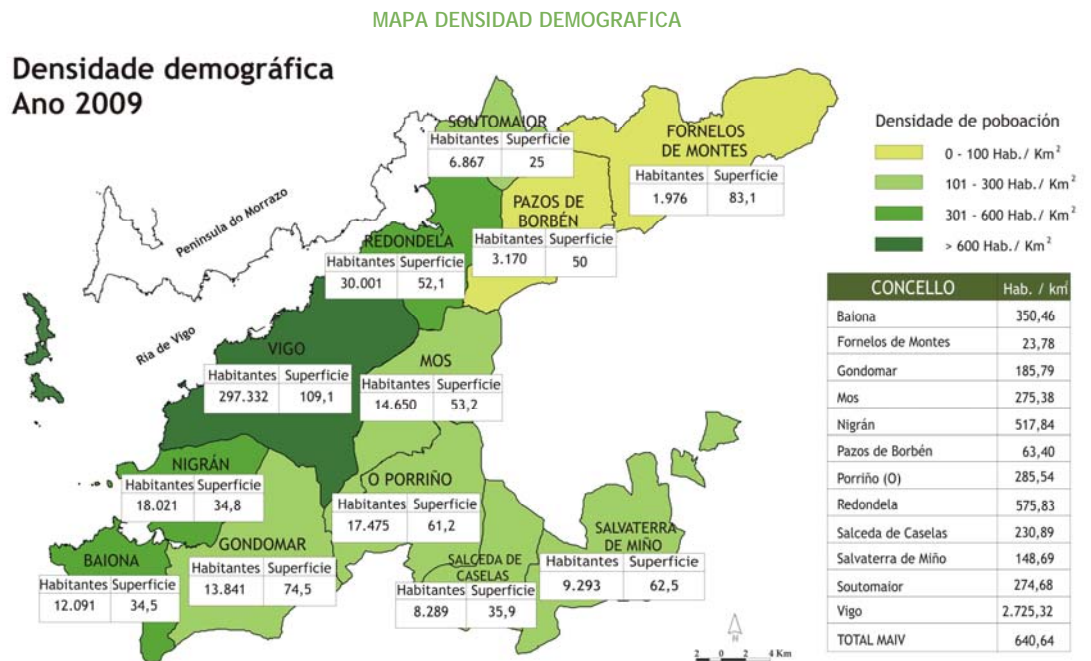 MAPA DENSIDAD DEMOGRAFICA
Densidade demográfica
Ano 2009
SOUTOMAIOR
Habitantes Superficie
6.867 25
FORNELOS
DE MONTES
Habitantes Superficie
1.976 83,1
PAZOS DE
BORBÉN
Habitantes Superficie
3.170 50
Peninsula do Morrazo
REDONDELA
Habitantes Superficie
30.001 52,1
Ria de Vigo
VIGO
Habitantes Superficie
297.332 109,1
MOS
Habitantes Superficie
14.650 53,2
NIGRÁN
Habitantes Superficie
18.021 34,8
O PORRIÑO
Habitantes Superficie
17.475 61,2
BAIONA
Habitantes Superficie
12.091 34,5
GONDOMAR
Habitantes Superficie
13.841 74,5
SALCEDA DE
CASELAS
Habitantes Superficie
8.289 35,9
SALVATERRA
DE MIÑO
Habitantes Superficie
9.293 62,5
Densidade de poboación
0 - 100 Hab./ Km²
101 - 300 Hab./ Km²
301 - 600 Hab./ Km²
> 600 Hab./ Km²
CONCELLO Hab. / km
Baiona 350,46
Fornelos de Montes 23,78
Gondomar 185,79
Mos 275,38
Nigrán 517,84
Pazos de Borbén 63,40
Porriño (O) 285,54
Redondela 575,83
Salceda de Caselas 230,89
Salvaterra de Miño 148,69
Soutomaior 274,68
Vigo 2.725,32
TOTAL MAIV 640,64
N
2 0 2 4 Km